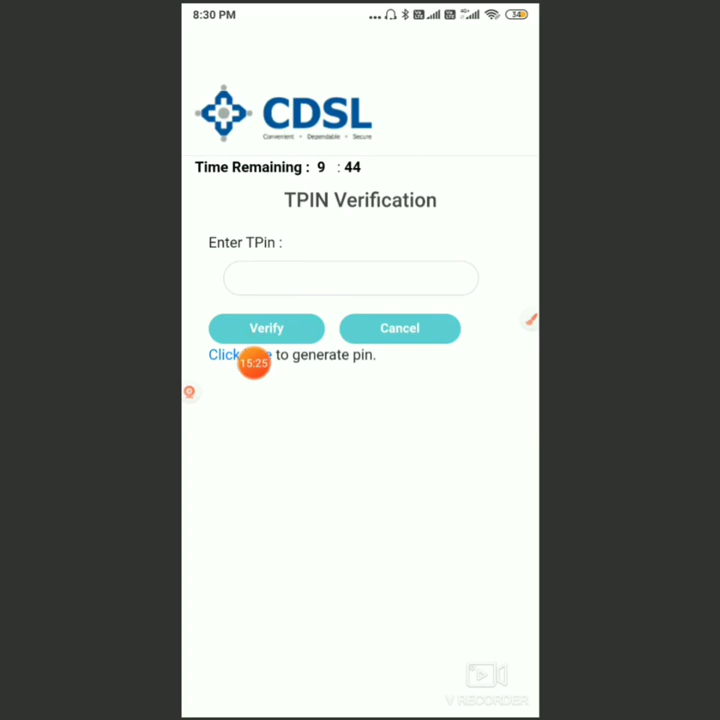 8:30 PM
34
CDSL
Convenient • Dependable • Secure
Time Remaining : 9 : 44
TPIN Verification
Enter TPin :
Verify Cancel
Click to generate pin.
15:25
V RECORDER